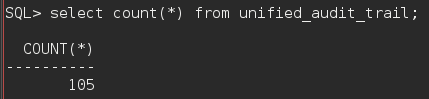 SQL> select count(*) from unified_audit_trail;
COUNT(*)
----------
105